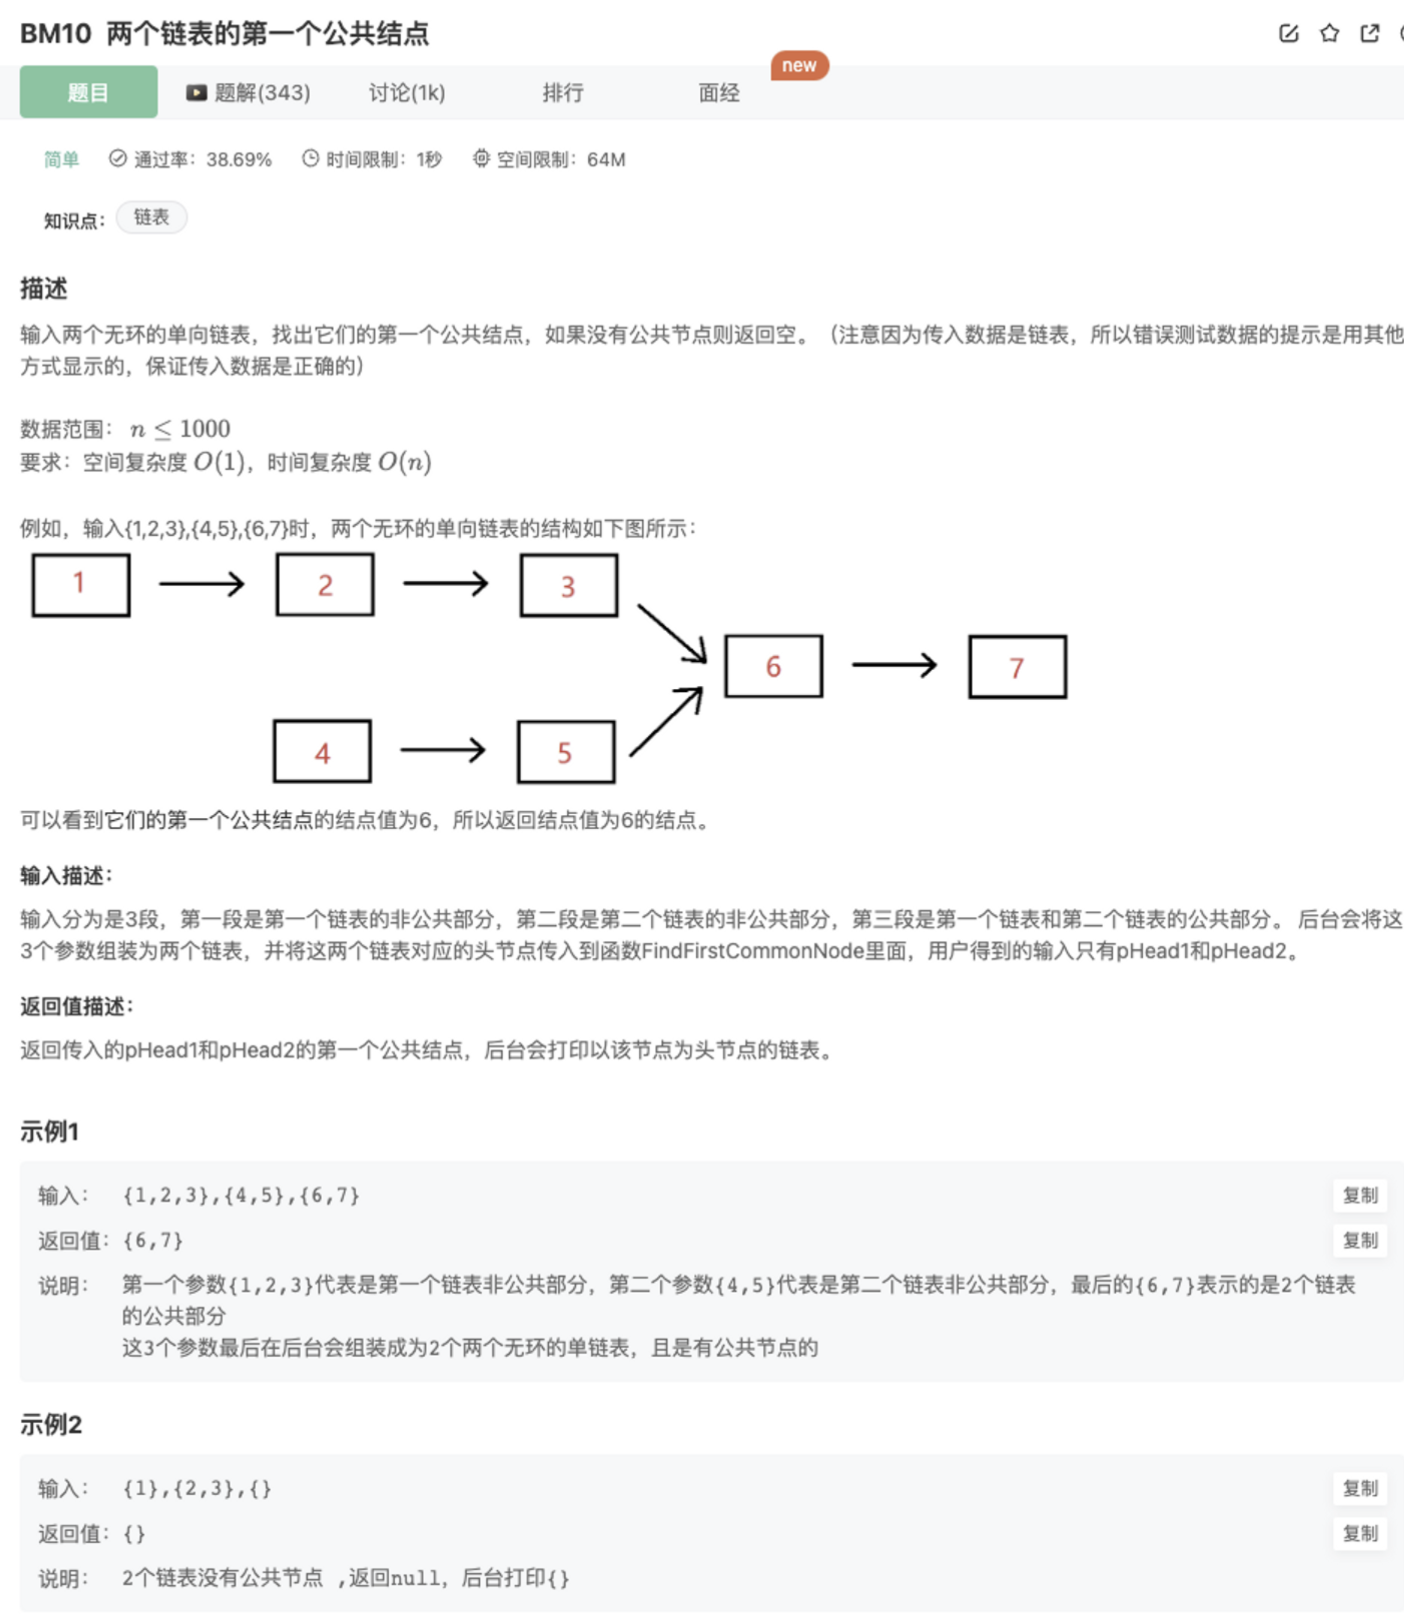 BM10 两个链表的第一个公共结点
new
题目 题解(343) 讨论(1k) 排行 面经
简单 通过率：38.69% 时间限制：1秒 空间限制：64M
知识点： 链表
描述
输入两个无环的单向链表，找出它们的第一个公共结点，如果没有公共节点则返回空。（注意因为传入数据是链表，所以错误测试数据的提示是用其他
方式显示的，保证传入数据是正确的）
数据范围： n ≤ 1000
要求：空间复杂度 O(1)，时间复杂度 O(n)
例如，输入{1,2,3},{4,5},{6,7}时，两个无环的单向链表的结构如下图所示：
1 2 3
6 7
4 5
可以看到它们的第一个公共结点的结点值为6，所以返回结点值为6的结点。
输入描述：
输入分为是3段，第一段是第一个链表的非公共部分，第二段是第二个链表的非公共部分，第三段是第一个链表和第二个链表的公共部分。 后台会将这
3个参数组装为两个链表，并将这两个链表对应的头节点传入到函数FindFirstCommonNode里面，用户得到的输入只有pHead1和pHead2。
返回值描述：
返回传入的pHead1和pHead2的第一个公共结点，后台会打印以该节点为头节点的链表。
示例1
输入： {1,2,3},{4,5},{6,7} 复制
返回值： {6,7} 复制
说明： 第一个参数{1,2,3}代表是第一个链表非公共部分，第二个参数{4,5}代表是第二个链表非公共部分，最后的{6,7}表示的是2个链表
的公共部分
这3个参数最后在后台会组装成为2个两个无环的单链表，且是有公共节点的
示例2
输入： {1},{2,3},{} 复制
返回值： {} 复制
说明： 2个链表没有公共节点 ,返回null，后台打印{}